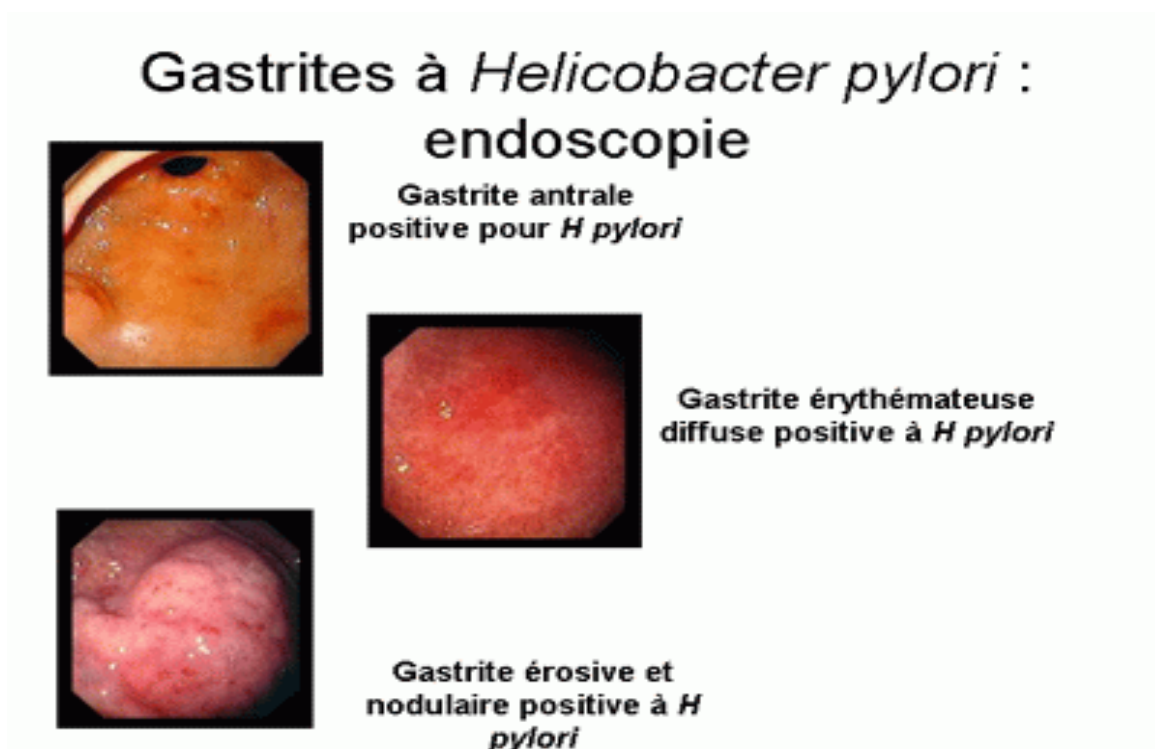 Gastrites à Helicobacter pylori :
endoscopie
Gastrite antrale
positive pour H pylori
Gastrite érythémateuse
diffuse positive à H pylori
Gastrite érosive et
nodulaire positive à H
pylori